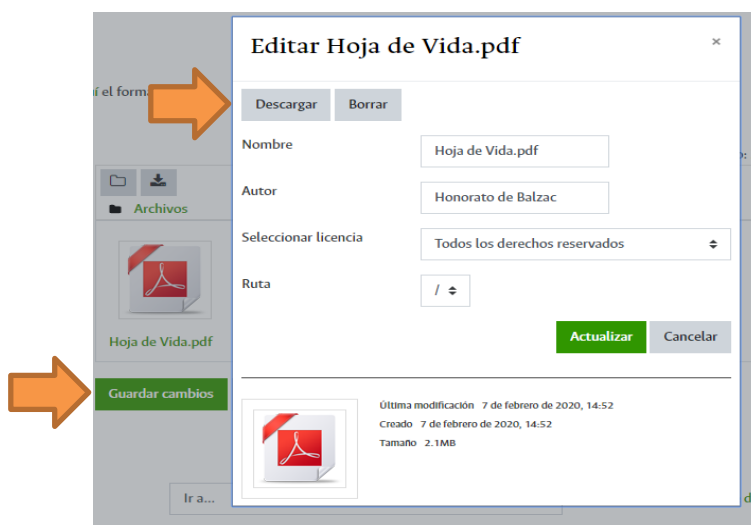 Editar Hoja de Vida.pdf ×
í el form
Descargar Borrar
Nombre Hoja de Vida.pdf
Autor Honorato de Balzac
Archivos
Seleccionar licencia Todos los derechos reservados
Ruta /
Hoja de Vida.pdf
Actualizar Cancelar
Guardar cambios
Última modificación 7 de febrero de 2020, 14:52
Creado 7 de febrero de 2020, 14:52
Tamaño 2.1MB
Ir a...
d